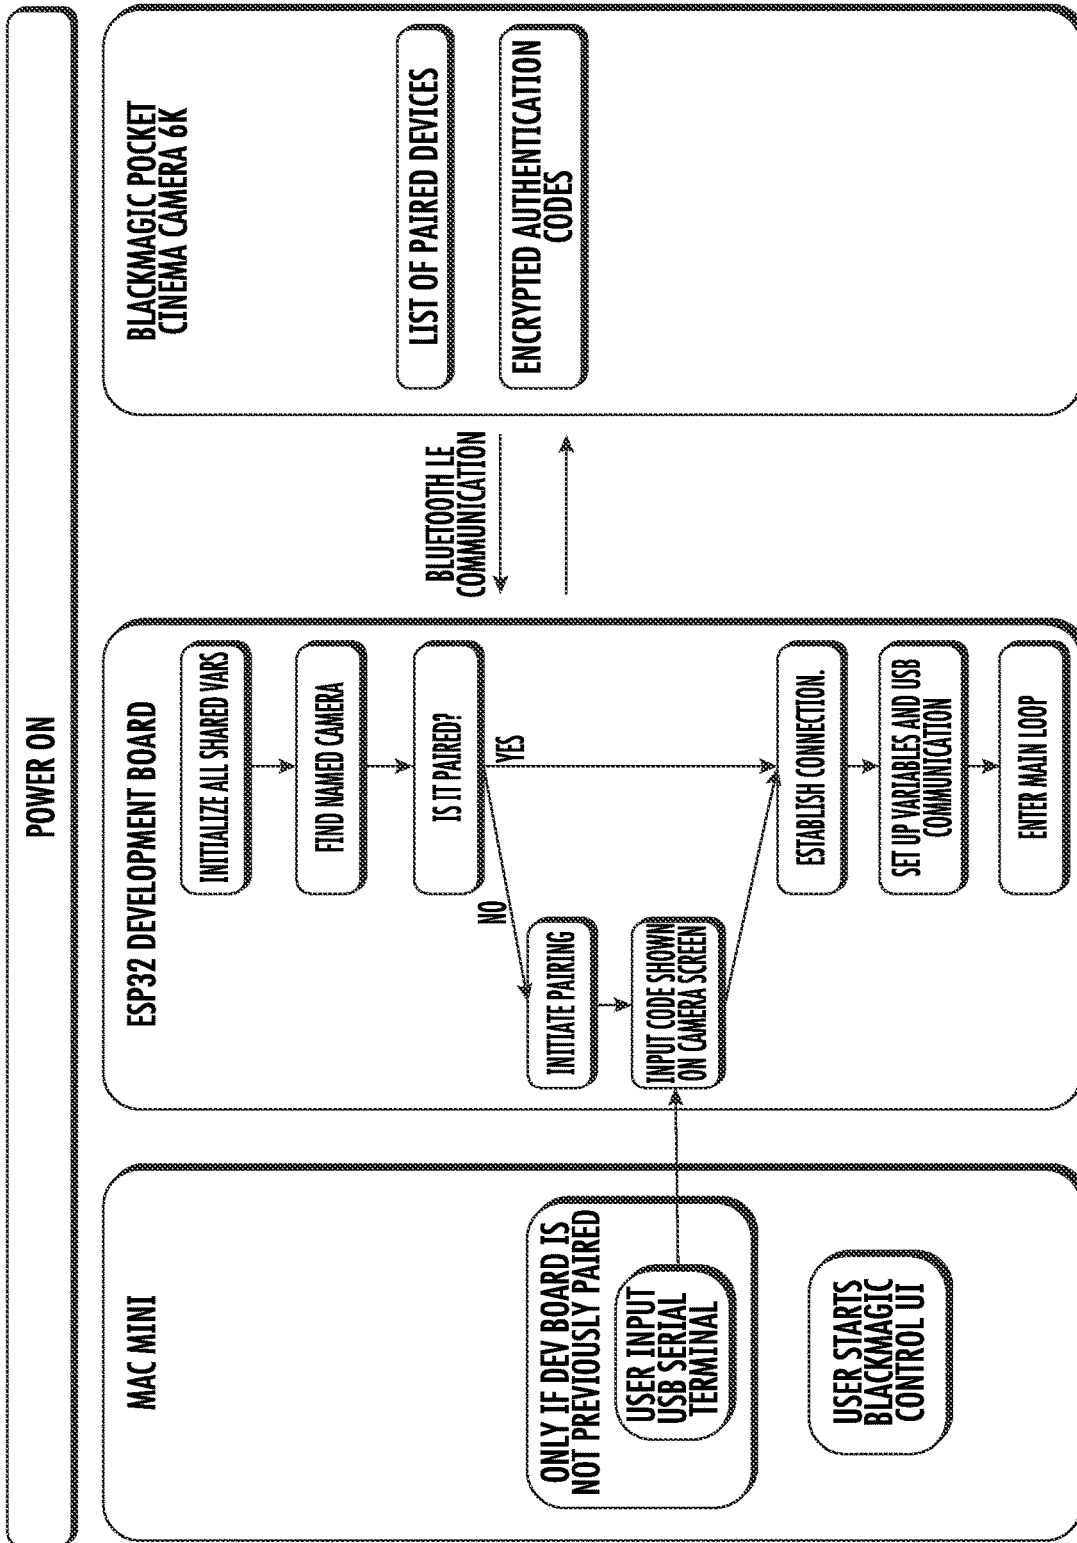 POWER ON
MAC MINI
ONLY IF DEV BOARD IS
NOT PREVIOUSLY PAIRED
USER INPUT
USB SERIAL
TERMINAL
USER STARTS
BLACKMAGIC
CONTROL UI
ESP32 DEVELOPMENT BOARD
INITIALIZE ALL SHARED VARS
FIND NAMED CAMERA
IS IT PAIRED?
NO
YES
INITIATE PAIRING
INPUT CODE SHOWN
ON CAMERA SCREEN
ESTABLISH CONNECTION.
SET UP VARIABLES AND USB
COMMUNICATION
ENTER MAIN LOOP
BLUETOOTH LE
COMMUNICATION
BLACKMAGIC POCKET
CINEMA CAMERA 6K
LIST OF PAIRED DEVICES
ENCRYPTED AUTHENTICATION
CODES